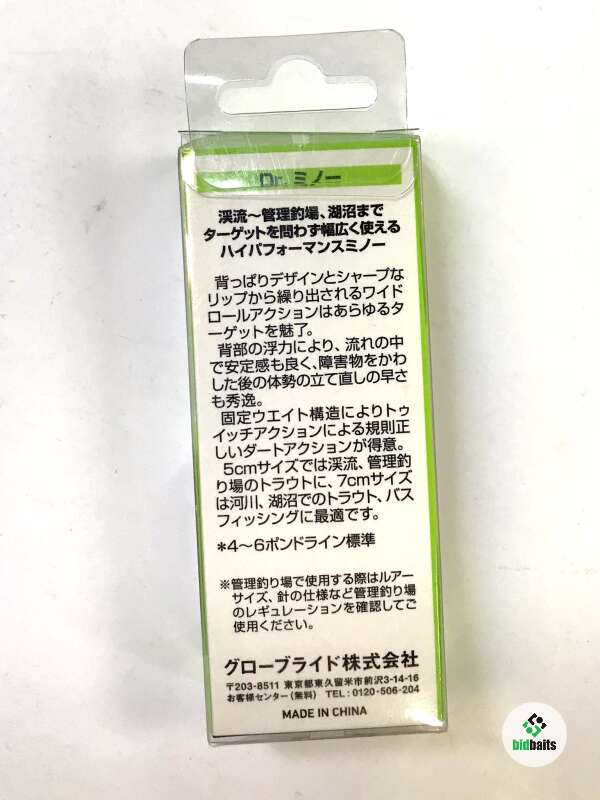 Dr. ミノー
渓流～管理釣場、湖沼まで
ターゲットを問わず幅広く使える
ハイパフォーマンスミノー
背っぱりデザインとシャープな
リップから繰り出されるワイド
ロールアクションはあらゆるタ
ーゲットを魅了。
背部の浮力により、流れの中
で安定感も良く、障害物をかわ
した後の体勢の立て直しの早さ
も秀逸。
固定ウエイト構造によりトゥ
イッチアクションによる規則正
しいダートアクションが得意。
5cmサイズでは渓流、管理釣
り場のトラウトに、7cmサイズ
は河川、湖沼でのトラウト、バス
フィッシングに最適です。
*4～6ポンドライン標準
※管理釣り場で使用する際はルアー
サイズ、針の仕様など管理釣り場
のレギュレーションを確認してご
使用ください。
グローブライド株式会社
〒203-8511 東京都東久留米市前沢3-14-16
お客様センター(無料) TEL:0120-506-204
MADE IN CHINA
bidbaits